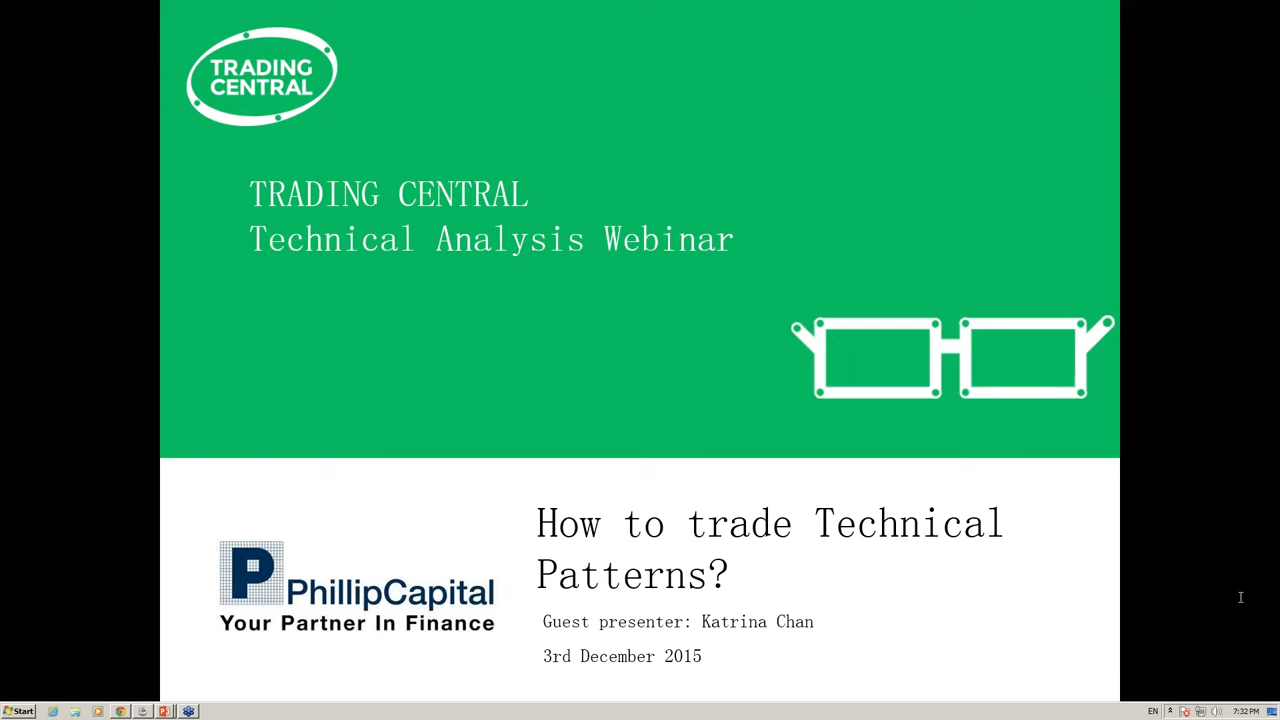 TRADING
CENTRAL
TRADING CENTRAL
Technical Analysis Webinar
How to trade Technical
Patterns?
P
PhillipCapital
Your Partner In Finance
Guest presenter: Katrina Chan
3rd December 2015
Start
EN
7:32 PM